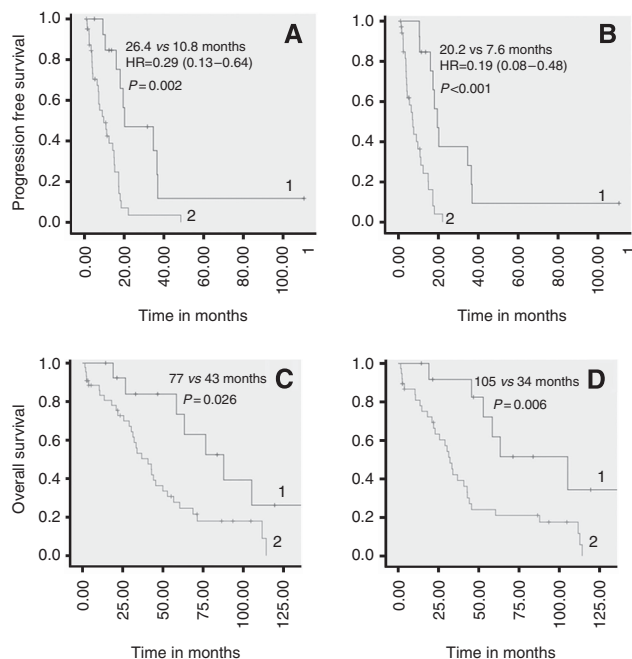 A
26.4 vs 10.8 months
HR=0.29 (0.13–0.64)
P=0.002
Progression free survival
1.0
0.8
0.6
0.4
0.2
0.0
1
2
0.00
20.00
40.00
60.00
80.00
100.00
1
Time in months
B
20.2 vs 7.6 months
HR=0.19 (0.08–0.48)
P<0.001
1.0
0.8
0.6
0.4
0.2
0.0
1
2
0.00
20.00
40.00
60.00
80.00
100.00
1
Time in months
C
77 vs 43 months
P=0.026
Overall survival
1.0
0.8
0.6
0.4
0.2
0.0
1
2
0.00
25.00
50.00
75.00
100.00
125.00
Time in months
D
105 vs 34 months
P=0.006
1.0
0.8
0.6
0.4
0.2
0.0
1
2
0.00
25.00
50.00
75.00
100.00
125.00
Time in months